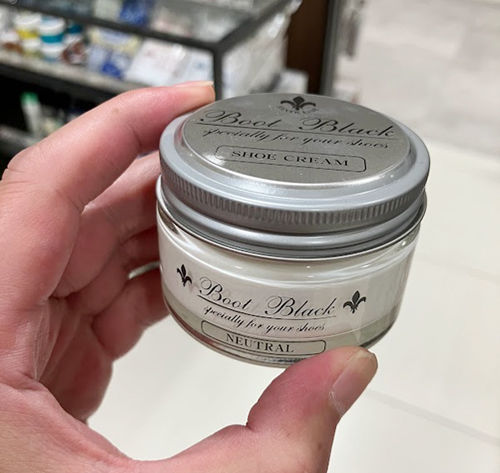 Boot Black
specially for your shoes
SHOE CREAM
Boot Black
specially for your shoes
NEUTRAL